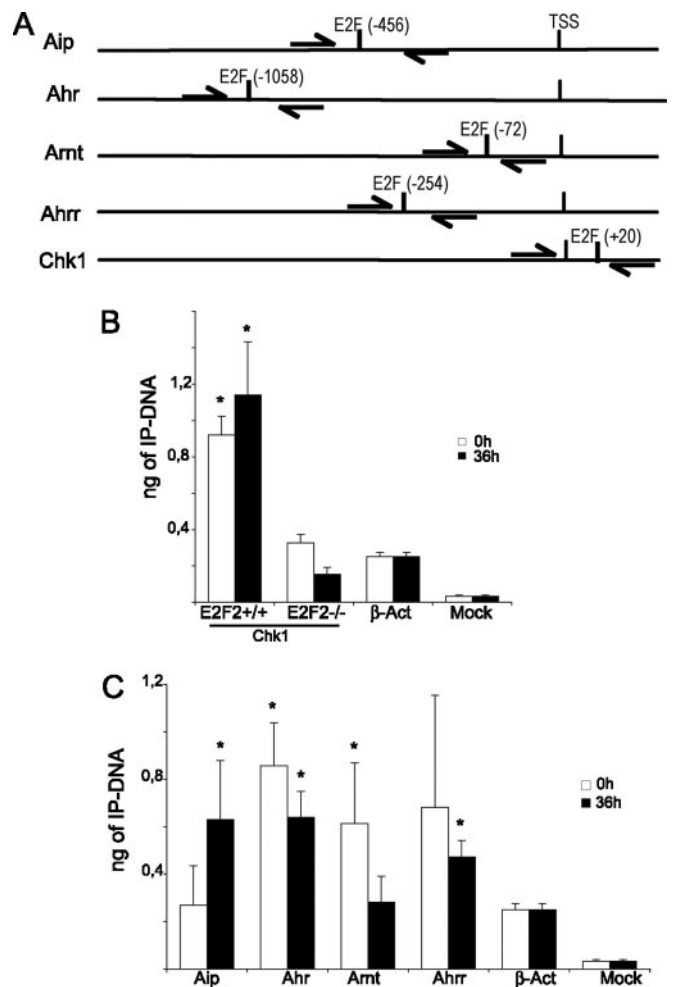 A
Aip
E2F (-456)
TSS
Ahr
E2F (-1058)
Arnt
E2F (-72)
Ahrr
E2F (-254)
Chk1
E2F (+20)
B
ng of IP-DNA
1,2
0,8
0,4
* *
0h
36h
E2F2+/+ E2F2-/- β-Act Mock
Chk1
C
ng of IP-DNA
1,2
0,8
0,4
* * * * *
0h
36h
Aip Ahr Arnt Ahrr β-Act Mock